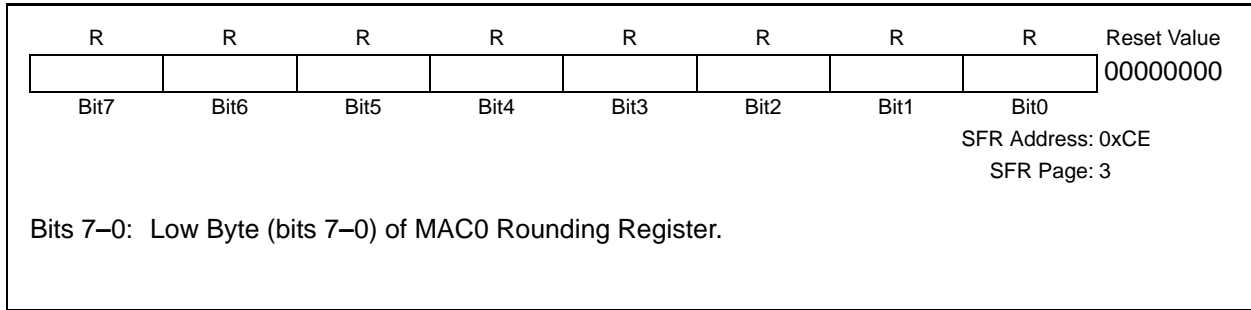 R R R R R R R R Reset Value
00000000
Bit7 Bit6 Bit5 Bit4 Bit3 Bit2 Bit1 Bit0
SFR Address: 0xCE
SFR Page: 3
Bits 7–0: Low Byte (bits 7–0) of MAC0 Rounding Register.